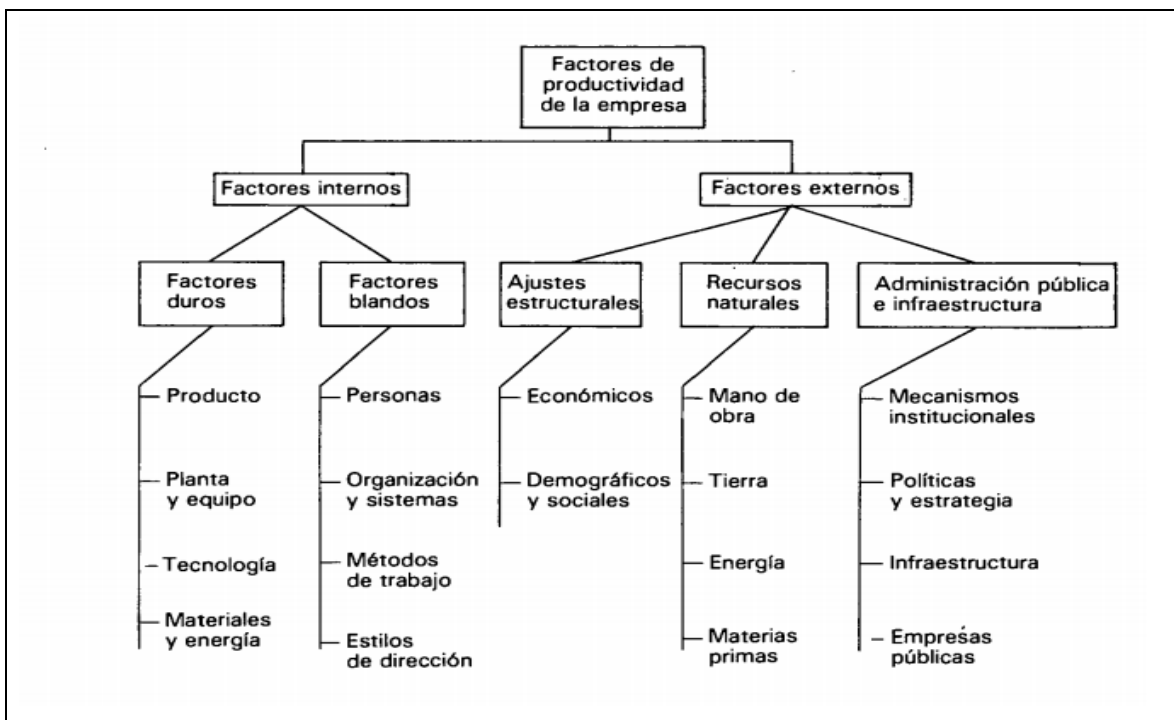 Factores de
productividad
de la empresa
Factores internos
Factores externos
Factores
duros
Factores
blandos
Ajustes
estructurales
Recursos
naturales
Administración pública
e infraestructura
Producto
Planta
y equipo
Tecnología
Materiales
y energía
Personas
Organización
y sistemas
Métodos
de trabajo
Estilos
de dirección
Económicos
Demográficos
y sociales
Mano de
obra
Tierra
Energía
Materias
primas
Mecanismos
institucionales
Políticas
y estrategia
Infraestructura
Empresas
públicas